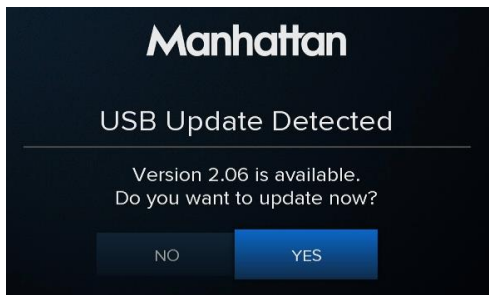 Manhattan
USB Update Detected
Version 2.06 is available.
Do you want to update now?
NO YES